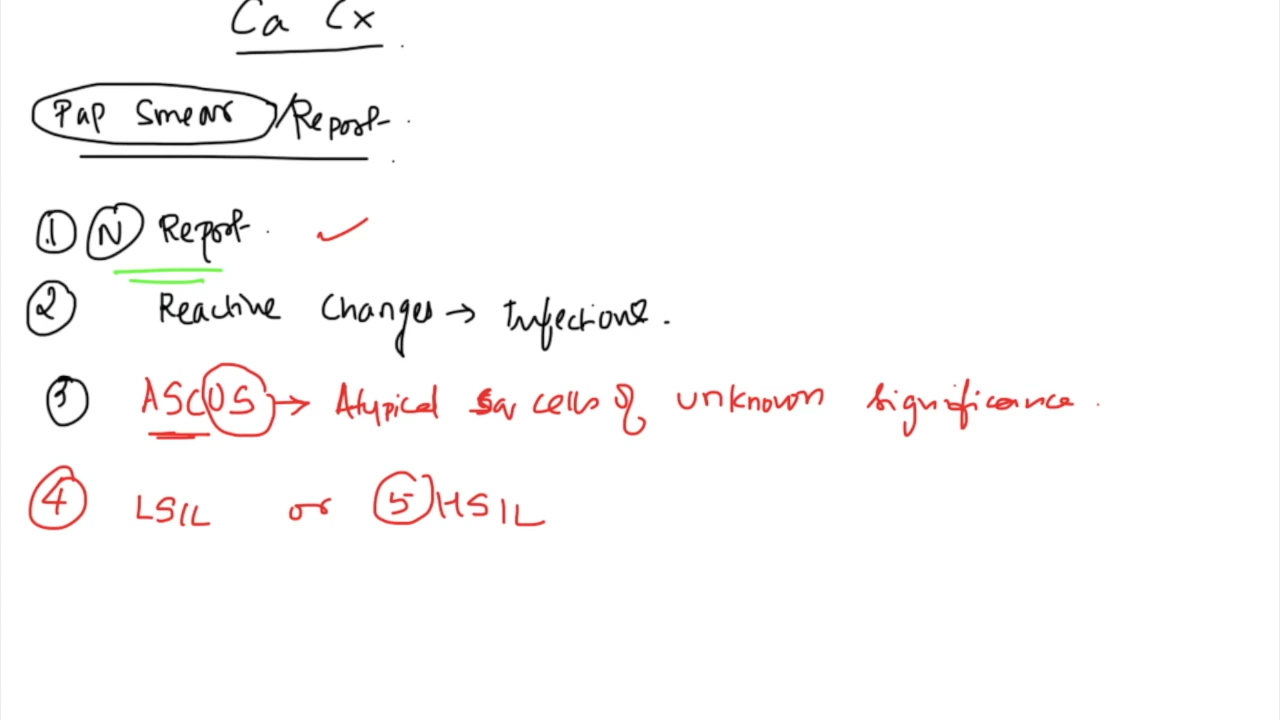 Ca Cx
Pap Smear/Report
1 N Report
2 Reactive Changes → Infections.
3 ASCUS → Atypical Sq cells of unknown significance.
4 LSIL or 5 HSIL